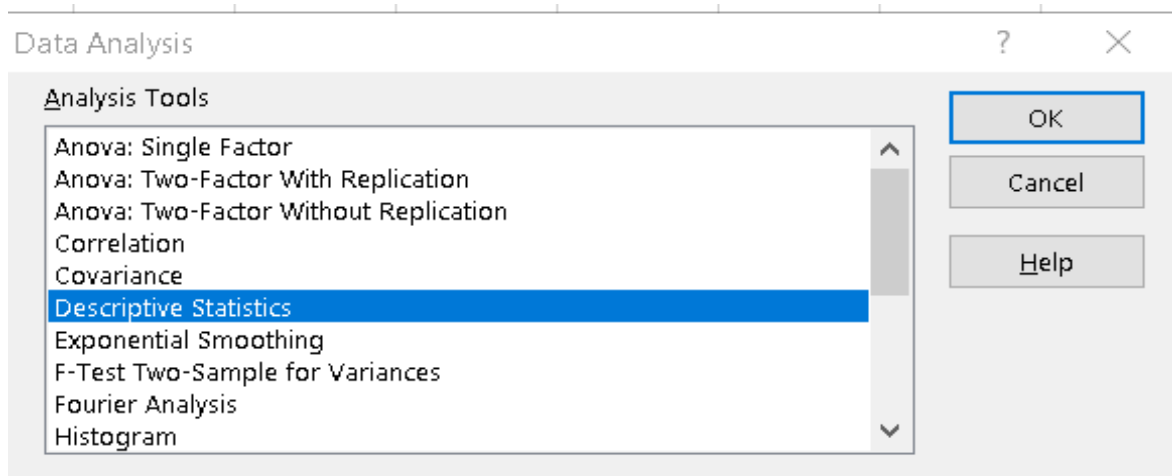 Data Analysis ?
Analysis Tools
Anova: Single Factor
Anova: Two-Factor With Replication
Anova: Two-Factor Without Replication
Correlation
Covariance
Descriptive Statistics
Exponential Smoothing
F-Test Two-Sample for Variances
Fourier Analysis
Histogram
OK
Cancel
Help